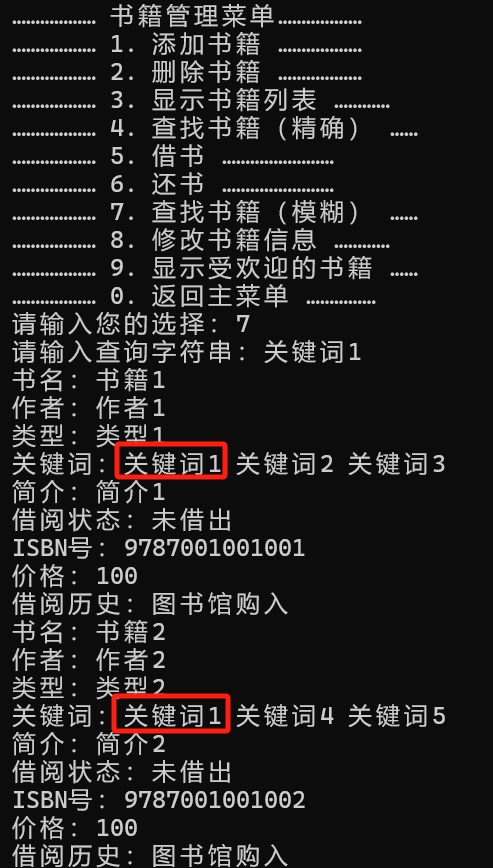 ……………… 书籍管理菜单………………
……………… 1. 添加书籍 ………………
……………… 2. 删除书籍 ………………
……………… 3. 显示书籍列表 …………
……………… 4. 查找书籍（精确） ……
……………… 5. 借书 ……………………
……………… 6. 还书 ……………………
……………… 7. 查找书籍（模糊） ……
……………… 8. 修改书籍信息 …………
……………… 9. 显示受欢迎的书籍 ……
……………… 0. 返回主菜单 ……………
请输入您的选择: 7
请输入查询字符串: 关键词1
书名: 书籍1
作者: 作者1
类型: 类型1
关键词: 关键词1 关键词2 关键词3
简介: 简介1
借阅状态: 未借出
ISBN号: 9787001001001
价格: 100
借阅历史: 图书馆购入
书名: 书籍2
作者: 作者2
类型: 类型2
关键词: 关键词1 关键词4 关键词5
简介: 简介2
借阅状态: 未借出
ISBN号: 9787001001002
价格: 100
借阅历史: 图书馆购入